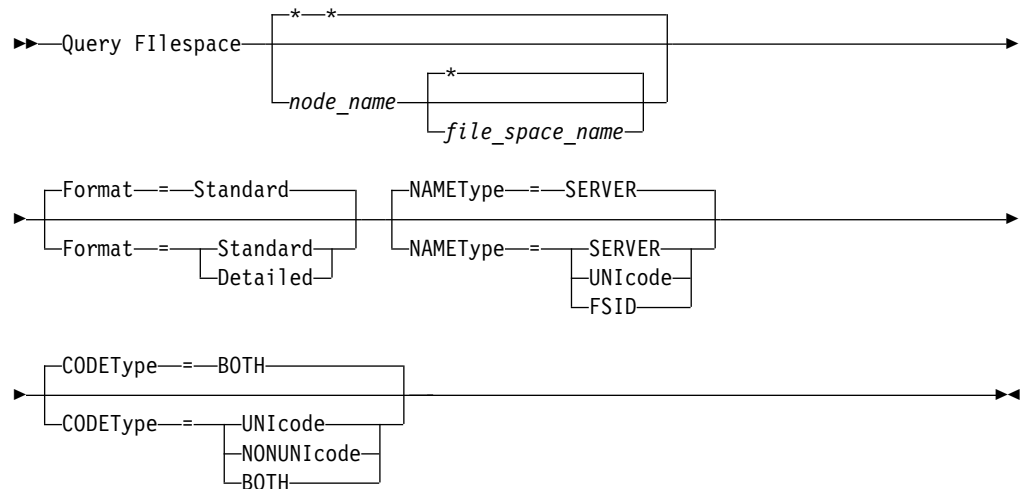 * *
Query FIlespace
*
node_name
file_space_name
Format = Standard NAMEType = SERVER
Format = Standard NAMEType = SERVER
Detailed UNIcode
FSID
CODEType = BOTH
CODEType = UNIcode
NONUNIcode
BOTH